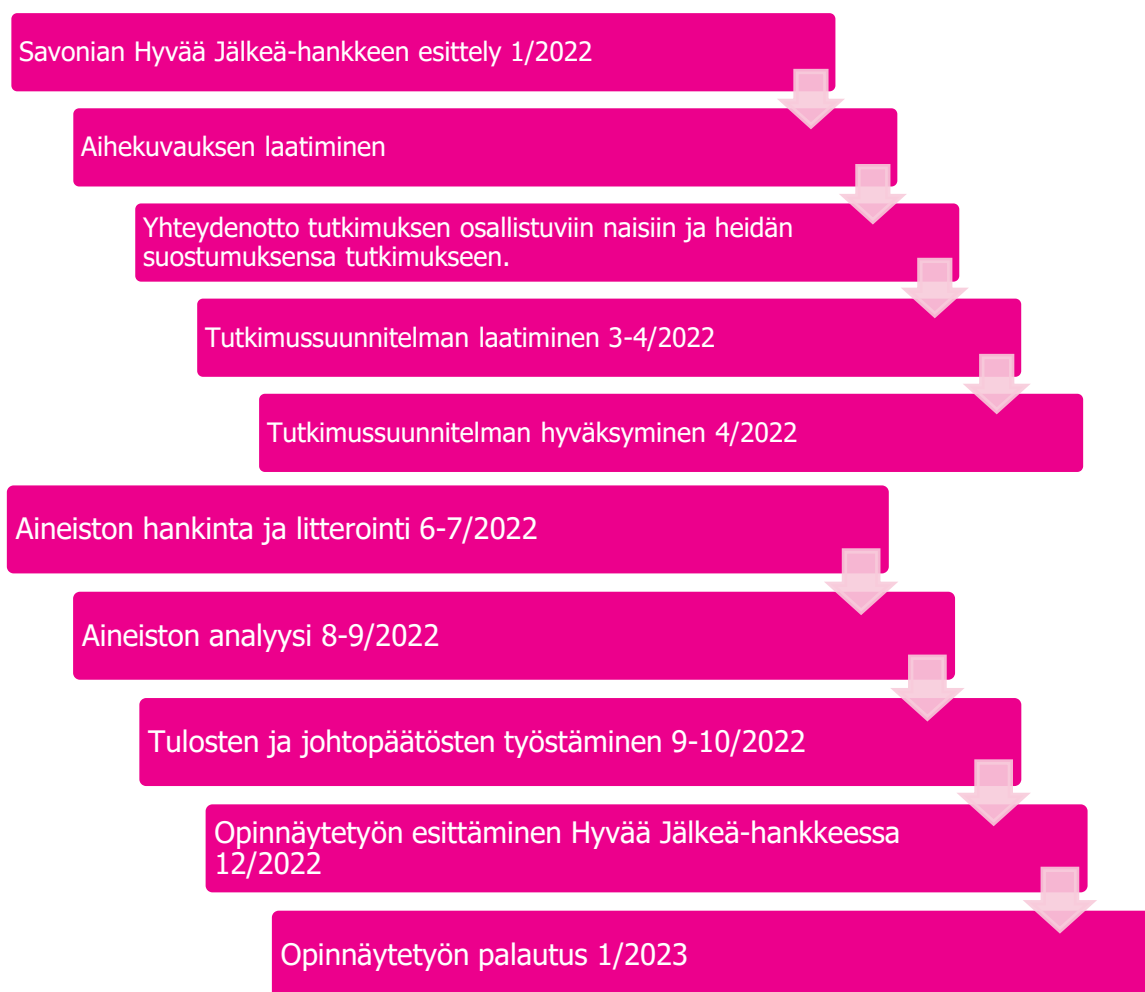 Savonian Hyvää Jälkeä-hankkeen esittely 1/2022
Aihekuvauksen laatiminen
Yhteydenotto tutkimuksen osallistuviin naisiin ja heidän
suostumuksensa tutkimukseen.
Tutkimussuunnitelman laatiminen 3-4/2022
Tutkimussuunnitelman hyväksyminen 4/2022
Aineiston hankinta ja litterointi 6-7/2022
Aineiston analyysi 8-9/2022
Tulosten ja johtopäätösten työstäminen 9-10/2022
Opinnäytetyön esittäminen Hyvää Jälkeä-hankkeessa
12/2022
Opinnäytetyön palautus 1/2023